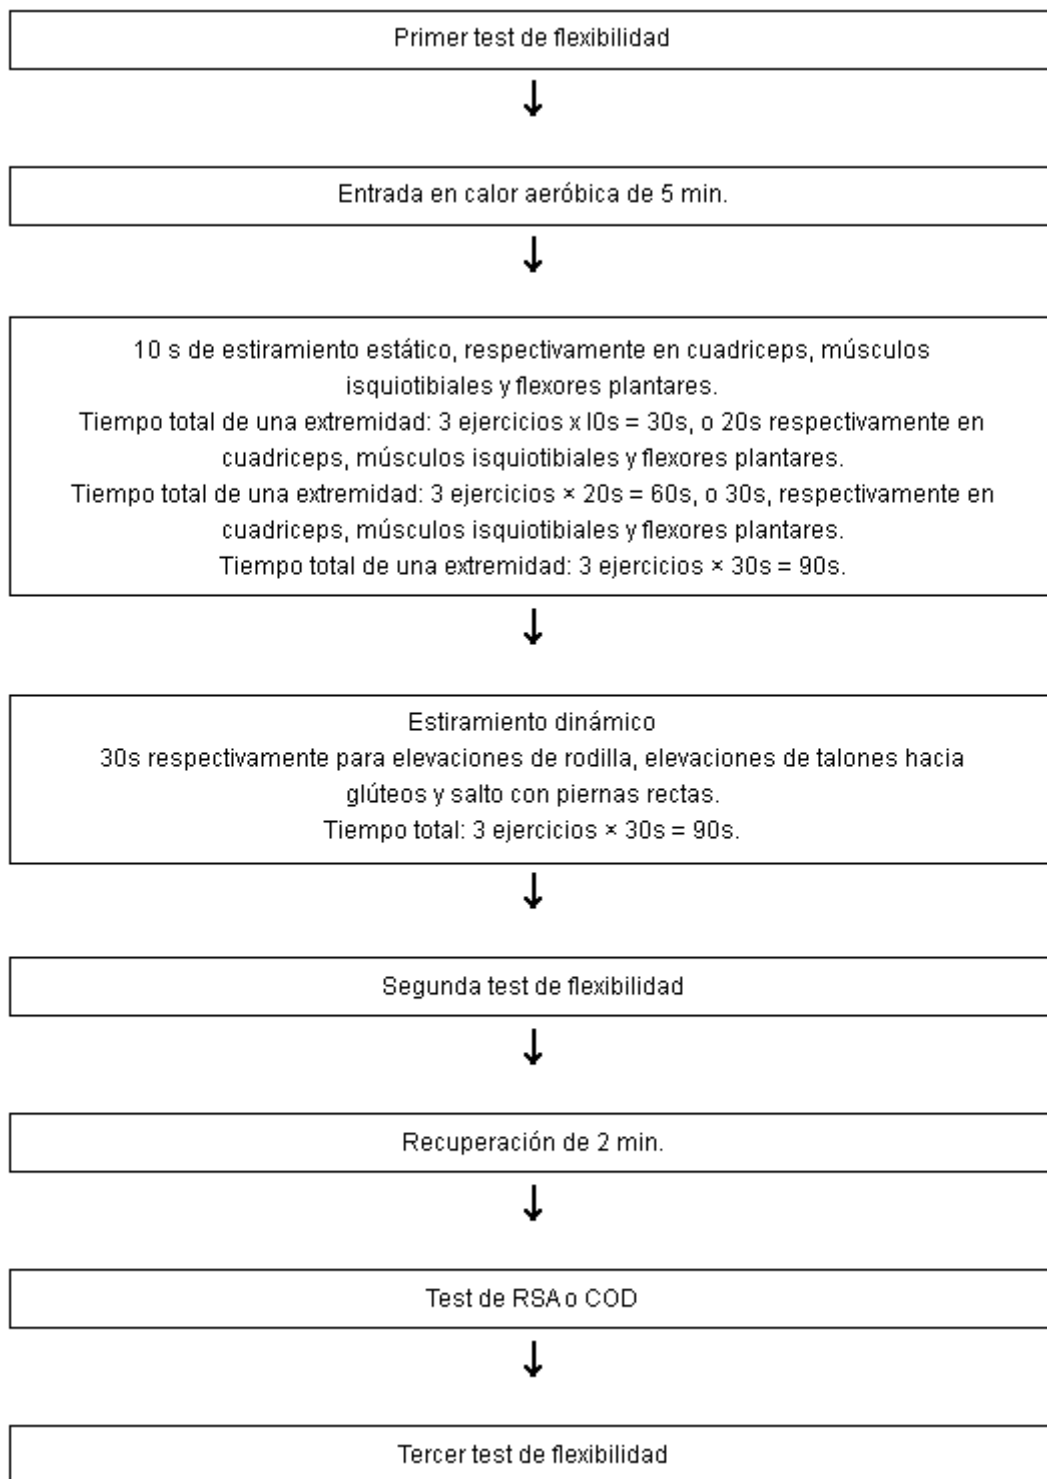 Primer test de flexibilidad
↓
Entrada en calor aeróbica de 5 min.
↓
10 s de estiramiento estático, respectivamente en cuadriceps, músculos
isquiotibiales y flexores plantares.
Tiempo total de una extremidad: 3 ejercicios x l0s = 30s, o 20s respectivamente en
cuadriceps, músculos isquiotibiales y flexores plantares.
Tiempo total de una extremidad: 3 ejercicios × 20s = 60s, o 30s, respectivamente en
cuadriceps, músculos isquiotibiales y flexores plantares.
Tiempo total de una extremidad: 3 ejercicios × 30s = 90s.
↓
Estiramiento dinámico
30s respectivamente para elevaciones de rodilla, elevaciones de talones hacia
glúteos y salto con piernas rectas.
Tiempo total: 3 ejercicios × 30s = 90s.
↓
Segunda test de flexibilidad
↓
Recuperación de 2 min.
↓
Test de RSA o COD
↓
Tercer test de flexibilidad